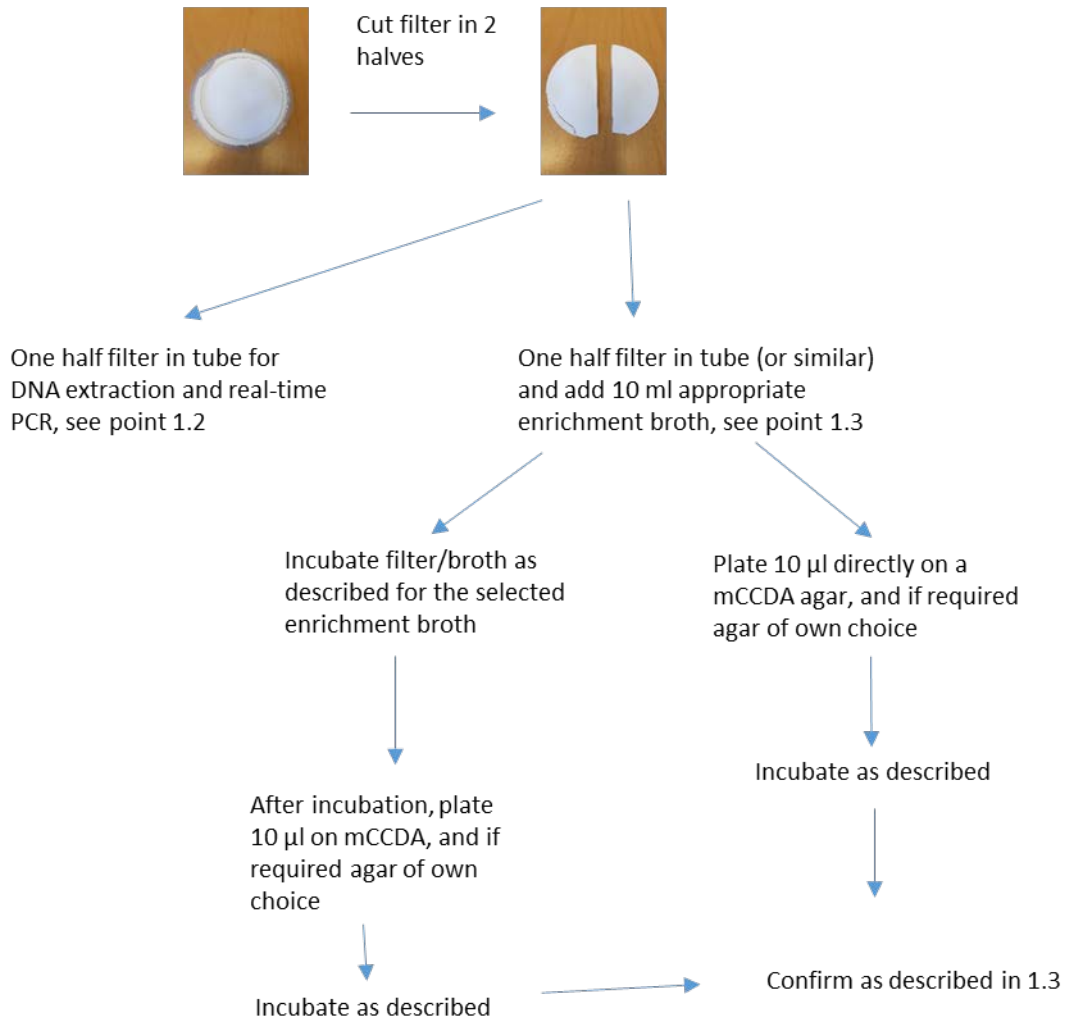 Cut filter in 2
halves
One half filter in tube for
DNA extraction and real-time
PCR, see point 1.2
One half filter in tube (or similar)
and add 10 ml appropriate
enrichment broth, see point 1.3
Incubate filter/broth as
described for the selected
enrichment broth
Plate 10 µl directly on a
mCCDA agar, and if required
agar of own choice
Incubate as described
After incubation, plate
10 µl on mCCDA, and if
required agar of own
choice
Incubate as described
Confirm as described in 1.3